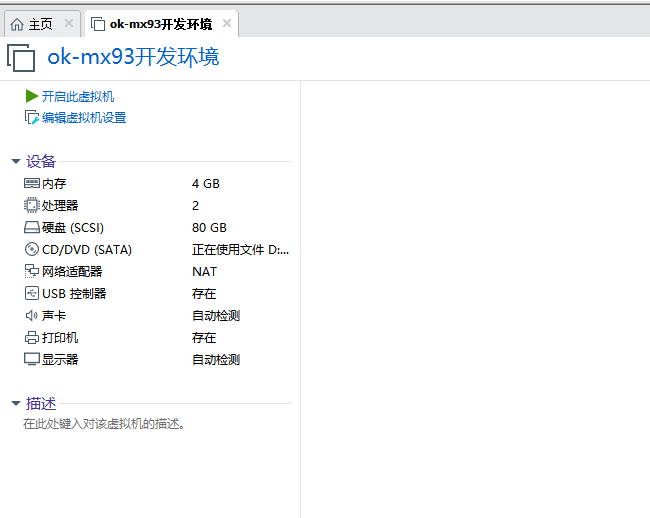 主页
ok-mx93开发环境
ok-mx93开发环境
开启此虚拟机
编辑虚拟机设置
设备
内存 4 GB
处理器 2
硬盘 (SCSI) 80 GB
CD/DVD (SATA) 正在使用文件 D:...
网络适配器 NAT
USB 控制器 存在
声卡 自动检测
打印机 存在
显示器 自动检测
描述
在此处键入对该虚拟机的描述。